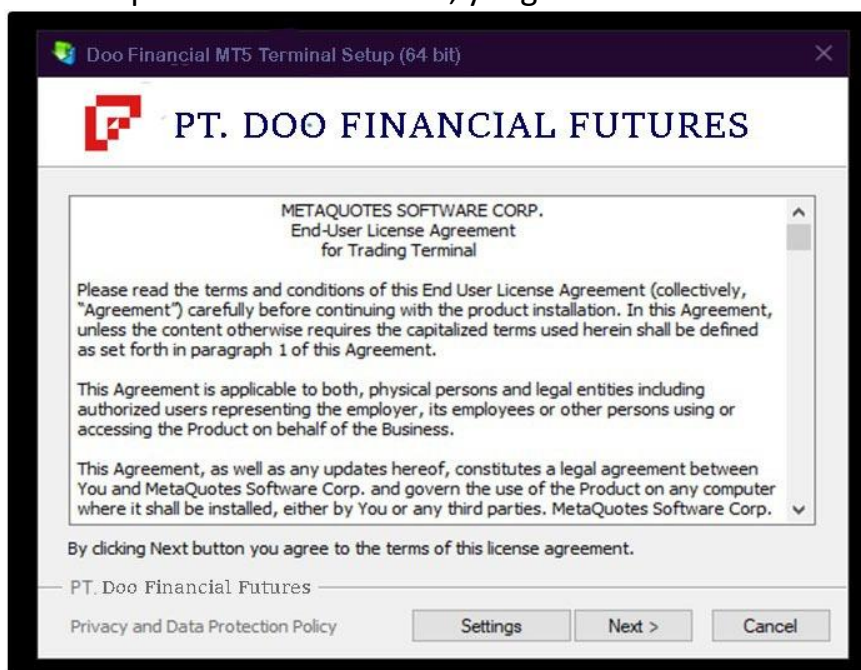 Doo Financial MT5 Terminal Setup (64 bit)
PT. DOO FINANCIAL FUTURES
METAQUOTES SOFTWARE CORP.
End-User License Agreement
for Trading Terminal
Please read the terms and conditions of this End User License Agreement (collectively,
"Agreement") carefully before continuing with the product installation. In this Agreement,
unless the content otherwise requires the capitalized terms used herein shall be defined
as set forth in paragraph 1 of this Agreement.
This Agreement is applicable to both, physical persons and legal entities including
authorized users representing the employer, its employees or other persons using or
accessing the Product on behalf of the Business.
This Agreement, as well as any updates hereof, constitutes a legal agreement between
You and MetaQuotes Software Corp. and govern the use of the Product on any computer
where it shall be installed, either by You or any third parties. MetaQuotes Software Corp.
By clicking Next button you agree to the terms of this license agreement.
PT. Doo Financial Futures
Privacy and Data Protection Policy
Settings
Next >
Cancel